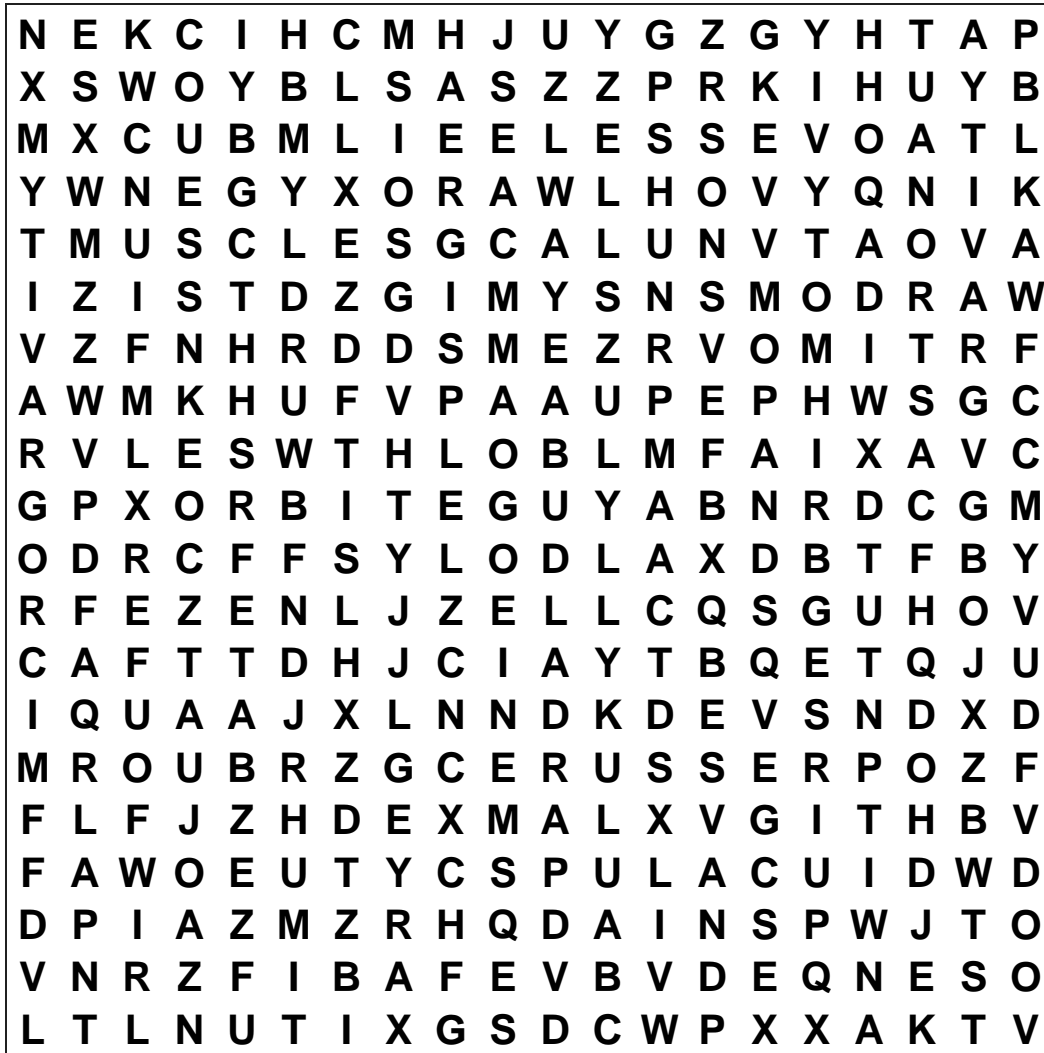 N E K C I H C M H J U Y G Z G Y H T A P
X S W O Y B L S A S Z Z P R K I H U Y B
M X C U B M L I E E L E S S E V O A T L
Y W N E G Y X O R A W L H O V Y Q N I K
T M U S C L E S G C A L U N V T A O V A
I Z I S T D Z G I M Y S N S M O D R A W
V Z F N H R D D S M E Z R V O M I T R F
A W M K H U F V P A A U P E P H W S G C
R V L E S W T H L O B L M F A I X A V C
G P X O R B I T E G U Y A B N R D C G M
O D R C F F S Y L O D L A X D B T F B Y
R F E Z E N L J Z E L L C Q S G U H O V
C A F T T D H J C I A Y T B Q E T Q J U
I Q U A A J X L N N D K D E V S N D X D
M R O U B R Z G C E R U S S E R P O Z F
F L F J Z H D E X M A L X V G I T H B V
F A W O E U T Y C S P U L A C U I D W D
D P I A Z M Z R H Q D A I N S P W J T O
V N R Z F I B A F E V B V D E Q N E S O
L T L N U T I X G S D C W P X X A K T V